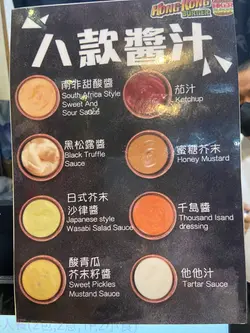 HONG KONG
BURGER
八款醬汁
南非甜酸醬
South Africa Style
Sweet And
Sour Sauce
茄汁
Ketchup
黑松露醬
Black Truffle
Sauce
蜜糖芥末
Honey Mustard
日式芥末
沙律醬
Japanese style
Wasabi Salad Sauce
千島醬
Thousand Island
dressing
酸青瓜
芥末籽醬
Sweet Pickles
Mustand Sauce
他他汁
Tartar Sauce